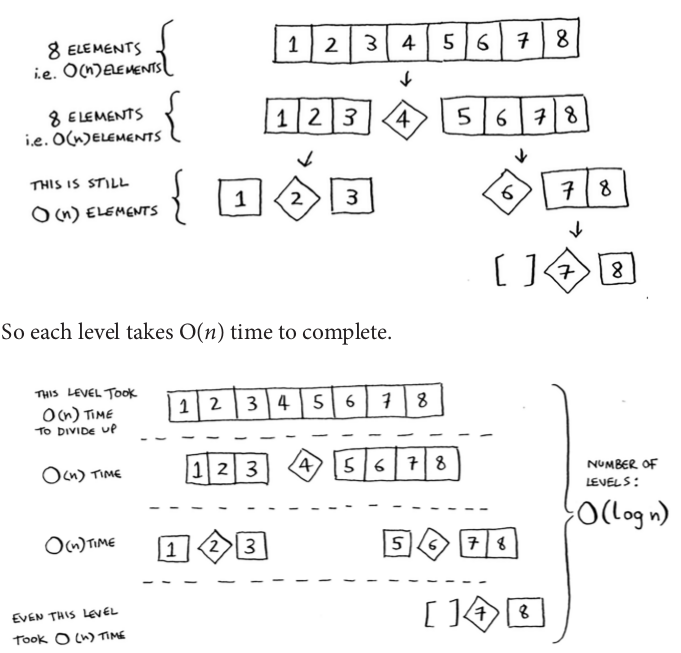 8 ELEMENTS
i.e. O(n) ELEMENTS
1 2 3 4 5 6 7 8
8 ELEMENTS
i.e. O(n) ELEMENTS
1 2 3 4 5 6 7 8
THIS IS STILL
O(n) ELEMENTS
1 2 3 6 7 8
[ ] 7 8
So each level takes O(n) time to complete.
THIS LEVEL TOOK
O(n) TIME
TO DIVIDE UP
1 2 3 4 5 6 7 8
O(n) TIME
1 2 3 4 5 6 7 8
NUMBER OF
LEVELS:
O(log n)
O(n) TIME
1 2 3 5 6 7 8
EVEN THIS LEVEL
TOOK O(n) TIME
[ ] 7 8